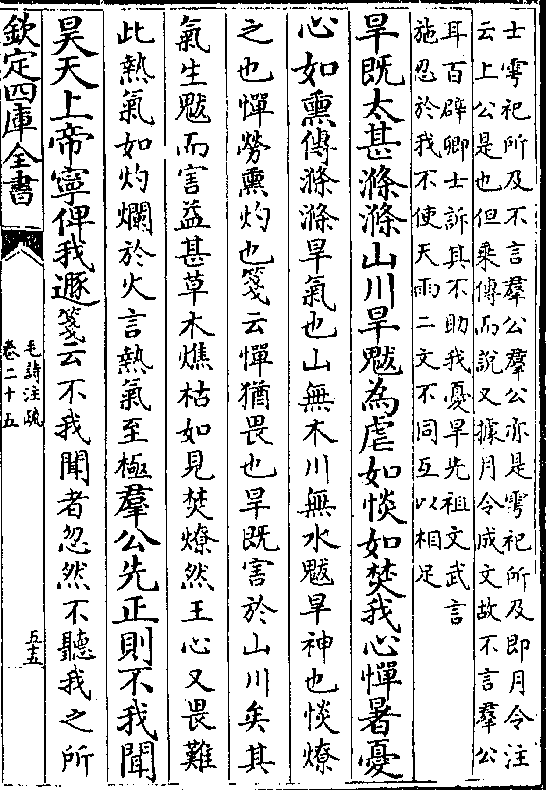 士雩祀所及不言羣公羣公亦是雩祀所及即月令注
云上公是也但乘傳而說又據月令成文故不言羣公
耳百辟卿士訴其不助我憂旱先祖文武言
施忍於我不使天雨二文不同互以相足
旱既太甚滌滌山川旱魃為虐如惔如焚我心憚暑憂
心如熏傳滌滌旱氣也山無木川無水魃旱神也惔燎
之也憚勞熏灼也箋云憚猶畏也旱既害於山川矣其
氣生魃而害益甚草木燋枯如見焚燎然王心又畏難
此熱氣如灼爛於火言熱氣至極羣公先正則不我聞
昊天上帝寧俾我遯箋云不我聞者忽然不聽我之所
欽定四庫全書
毛詩注疏
卷二十五
五十五